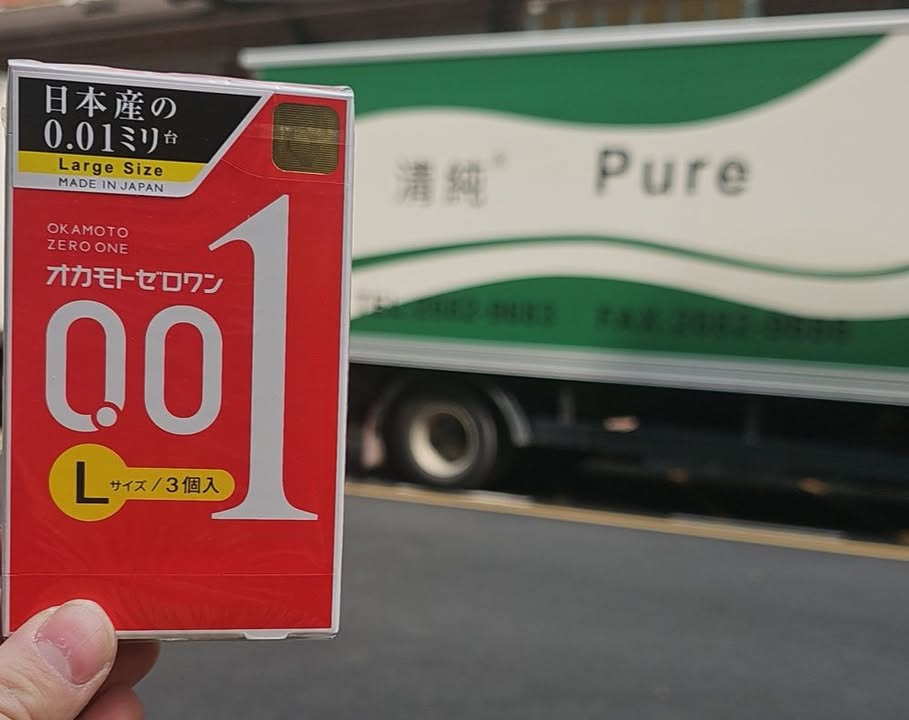 日本産の
0.01ミリ台
Large Size
MADE IN JAPAN
OKAMOTO
ZERO ONE
オカモトゼロワン
0.01
Lサイズ/3個入
清純
Pure